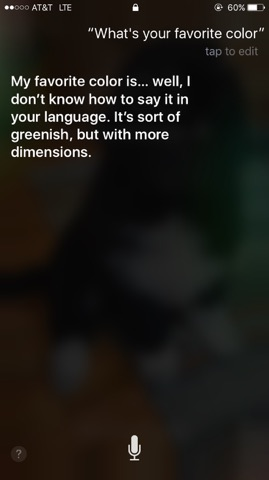 AT&T LTE 60%
“What's your favorite color”
tap to edit
My favorite color is... well, I
don’t know how to say it in
your language. It’s sort of
greenish, but with more
dimensions.
?